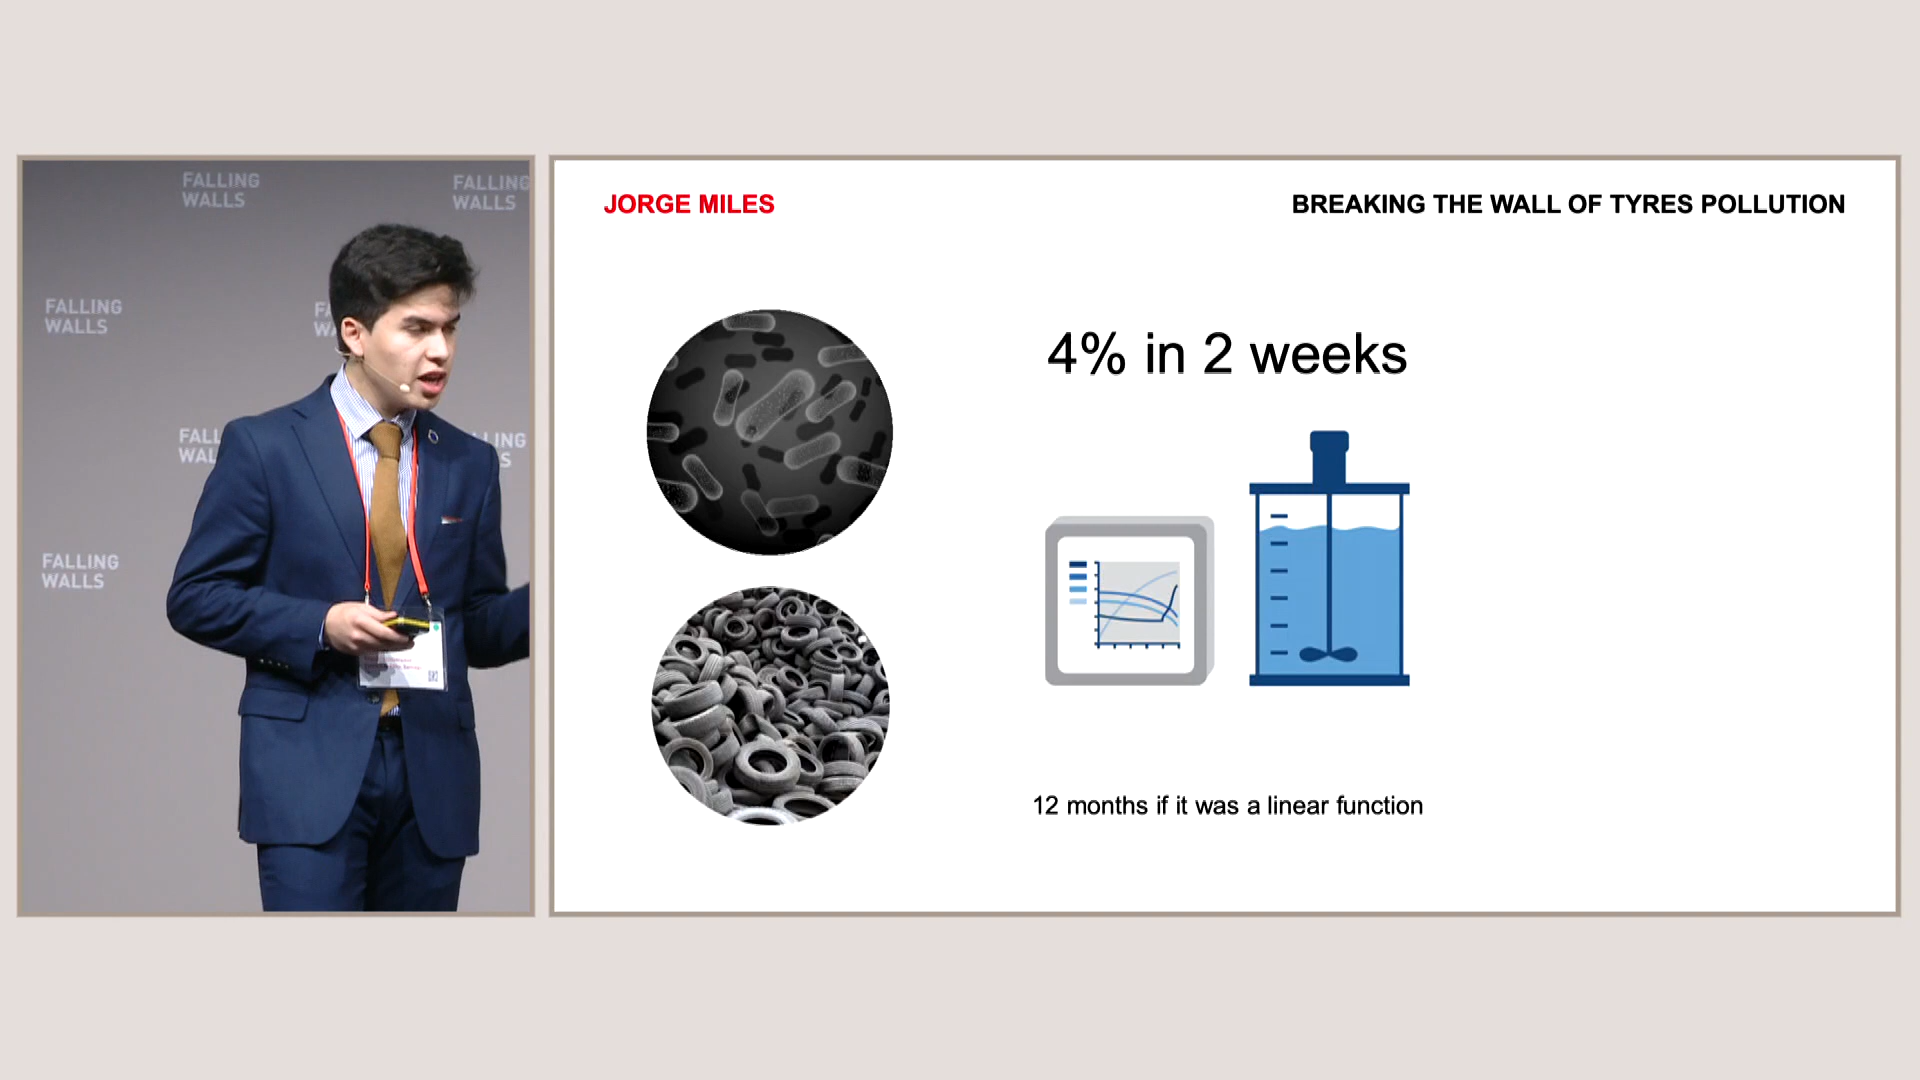 FALLING
WALLS
FALLING
WALLS
FALLING
WALLS
FALLING
WALLS
JORGE MILES
BREAKING THE WALL OF TYRES POLLUTION
4% in 2 weeks
12 months if it was a linear function